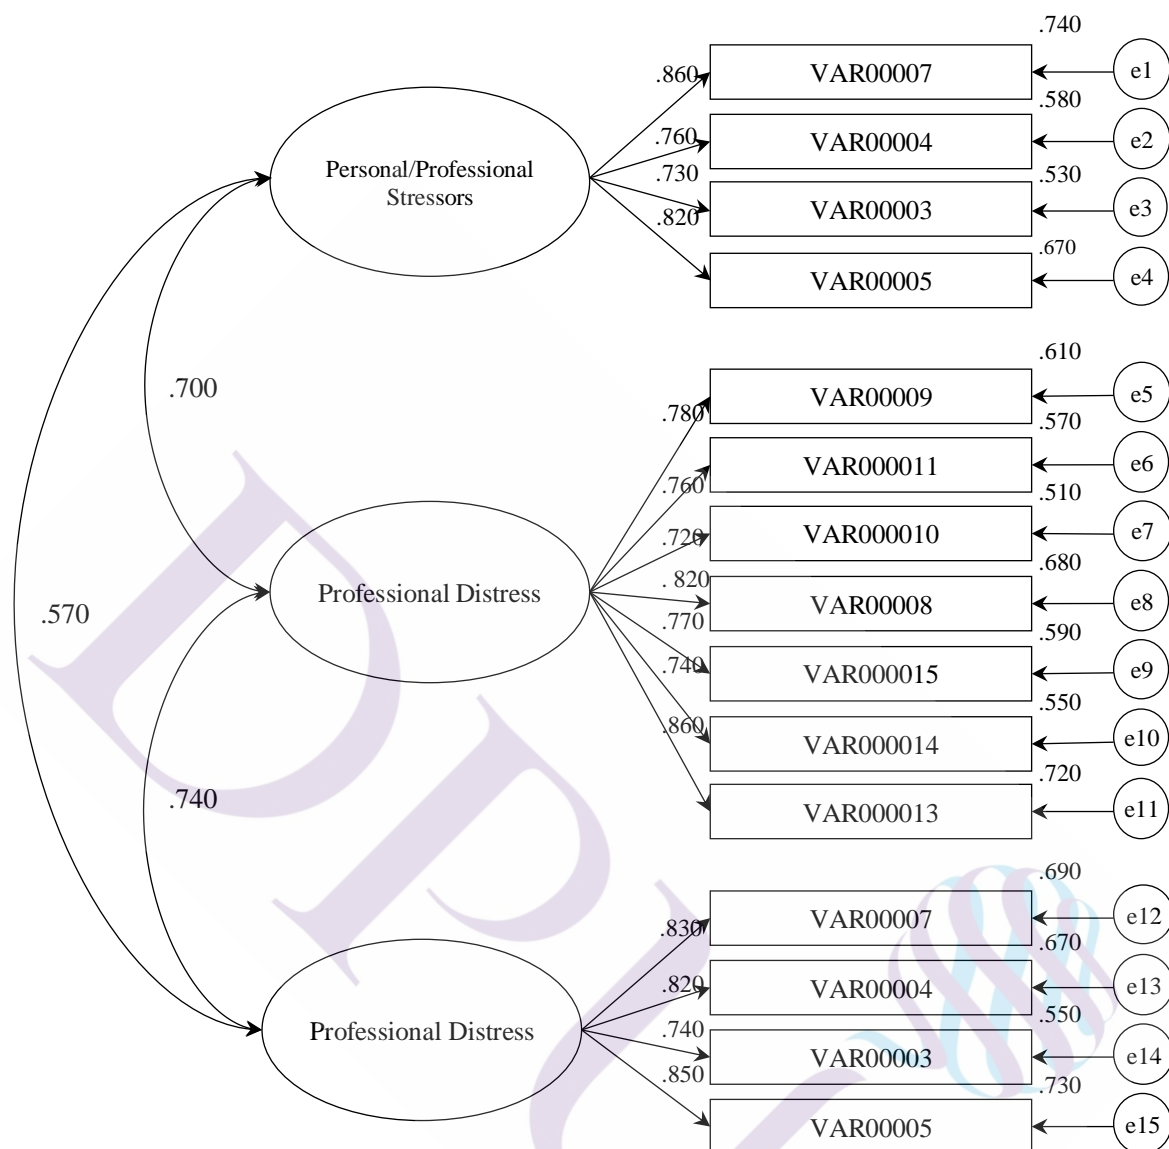 .740
.860
VAR00007
e1
.580
.760
VAR00004
e2
.530
Personal/Professional
Stressors
.730
VAR00003
e3
.670
.820
VAR00005
e4
.610
.700
.780
VAR00009
e5
.570
.760
VAR000011
e6
.510
.720
VAR000010
e7
.680
.570
Professional Distress
. 820
VAR00008
e8
.590
.770
.740
VAR000015
e9
.550
.860
VAR000014
e10
.720
.740
VAR000013
e11
.690
.830
VAR00007
e12
.670
.820
VAR00004
e13
.550
Professional Distress
.740
VAR00003
e14
.730
.850
VAR00005
e15
DPU